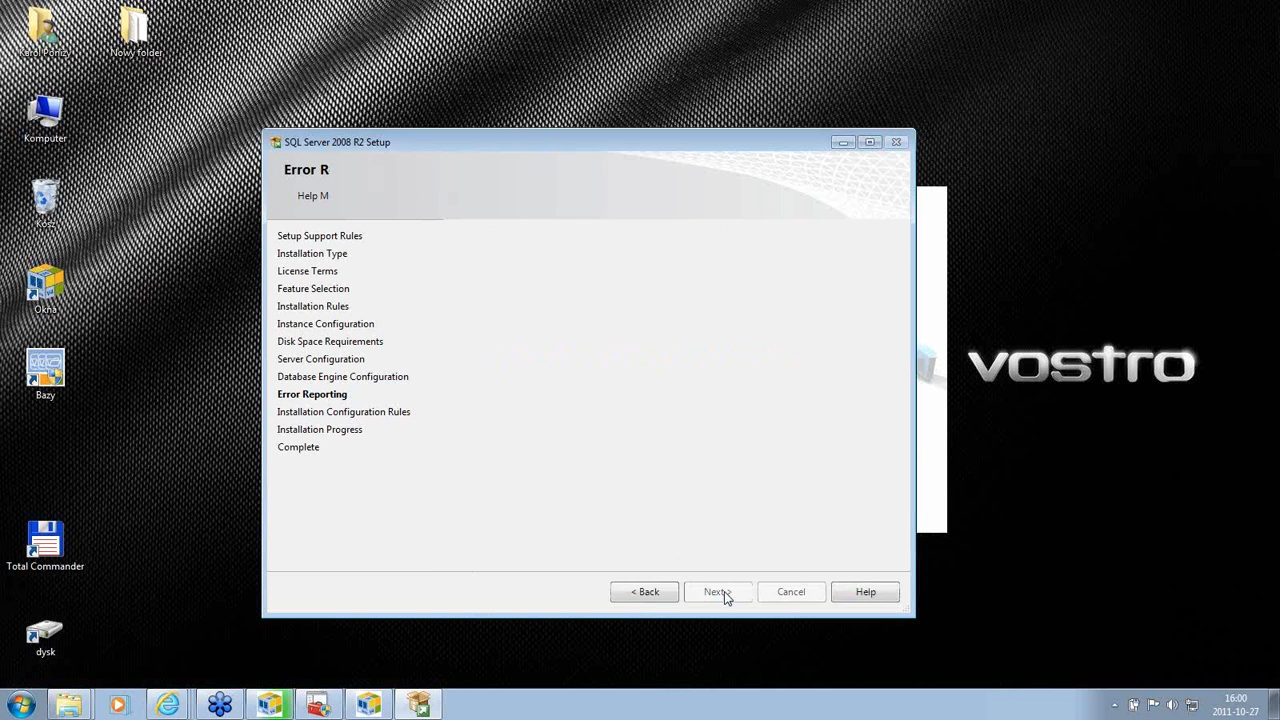 Karol Pończy
Nowy folder
Komputer
Kosz
Okna
Bazy
Total Commander
dysk
SQL Server 2008 R2 Setup
Error R
Help M
Setup Support Rules
Installation Type
License Terms
Feature Selection
Installation Rules
Instance Configuration
Disk Space Requirements
Server Configuration
Database Engine Configuration
Error Reporting
Installation Configuration Rules
Installation Progress
Complete
< Back
Next >
Cancel
Help
vostro
16:00
2011-10-27